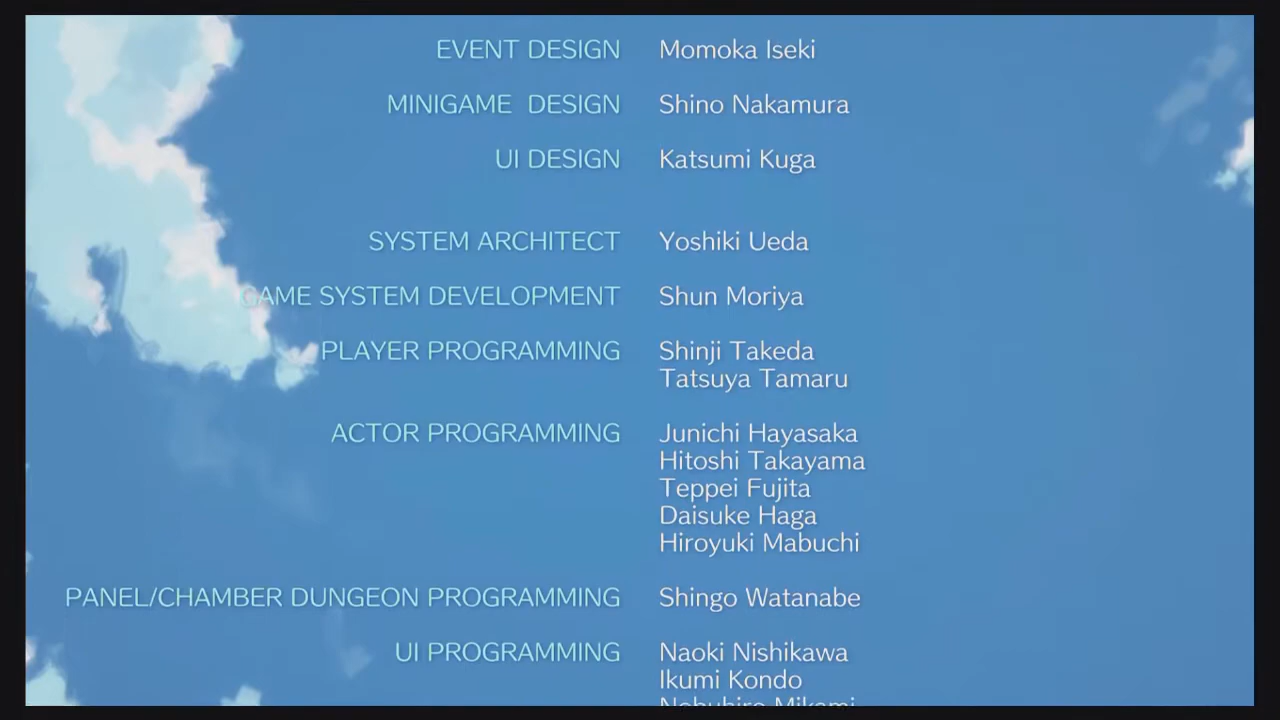 EVENT DESIGN Momoka Iseki
MINIGAME DESIGN Shino Nakamura
UI DESIGN Katsumi Kuga
SYSTEM ARCHITECT Yoshiki Ueda
GAME SYSTEM DEVELOPMENT Shun Moriya
PLAYER PROGRAMMING Shinji Takeda
Tatsuya Tamaru
ACTOR PROGRAMMING Junichi Hayasaka
Hitoshi Takayama
Teppei Fujita
Daisuke Haga
Hiroyuki Mabuchi
PANEL/CHAMBER DUNGEON PROGRAMMING Shingo Watanabe
UI PROGRAMMING Naoki Nishikawa
Ikumi Kondo
Nobuhiro Mikami